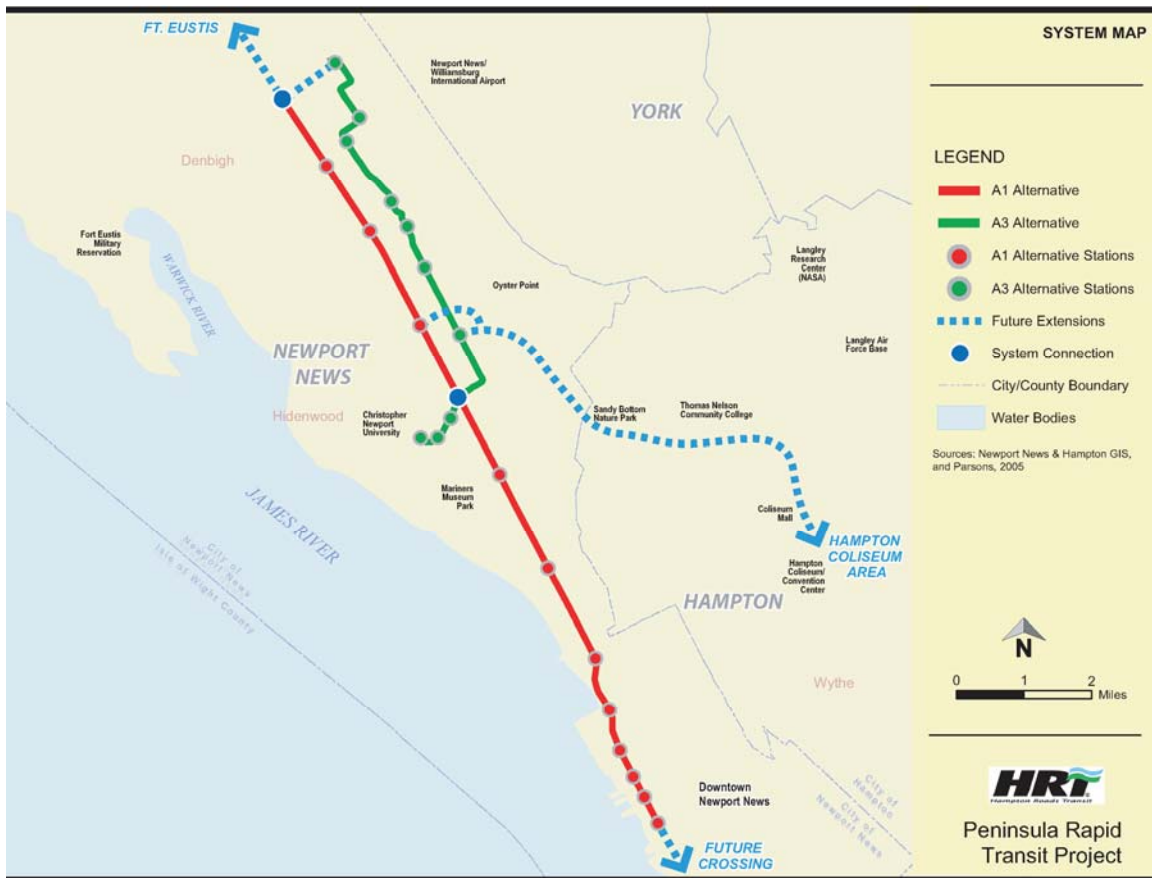 SYSTEM MAP
FT. EUSTIS
Newport News/
Williamsburg
International Airport
YORK
Denbigh
Fort Eustis
Military
Reservation
WARWICK RIVER
Langley
Research
Center
(NASA)
Oyster Point
Langley Air
Force Base
NEWPORT
NEWS
Hidenwood
Christopher
Newport
University
Sandy Bottom
Nature Park
Thomas Nelson
Community College
Mariners
Museum
Park
JAMES RIVER
Coliseum
Mall
HAMPTON
COLISEUM
AREA
Hampton
Coliseum/
Convention
Center
City of
Newport News
Isle of Wight County
HAMPTON
Wythe
Downtown
Newport News
City of
Hampton
City of
Newport News
FUTURE
CROSSING
LEGEND
A1 Alternative
A3 Alternative
A1 Alternative Stations
A3 Alternative Stations
Future Extensions
System Connection
City/County Boundary
Water Bodies
Sources: Newport News & Hampton GIS,
and Parsons, 2005
N
0 1 2
Miles
HRT
Hampton Roads Transit
Peninsula Rapid
Transit Project